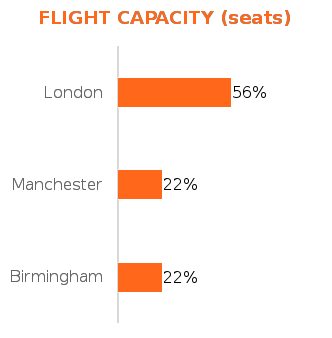 FLIGHT CAPACITY (seats)
London 56%
Manchester 22%
Birmingham 22%